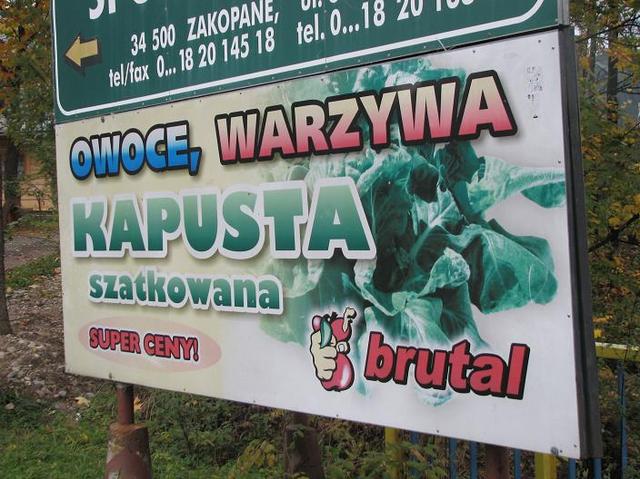 34 500 ZAKOPANE,
tel/fax 0...18 20 145 18
tel. 0...18 20
OWOCE, WARZYWA
KAPUSTA
szatkowana
SUPER CENY!
brutal